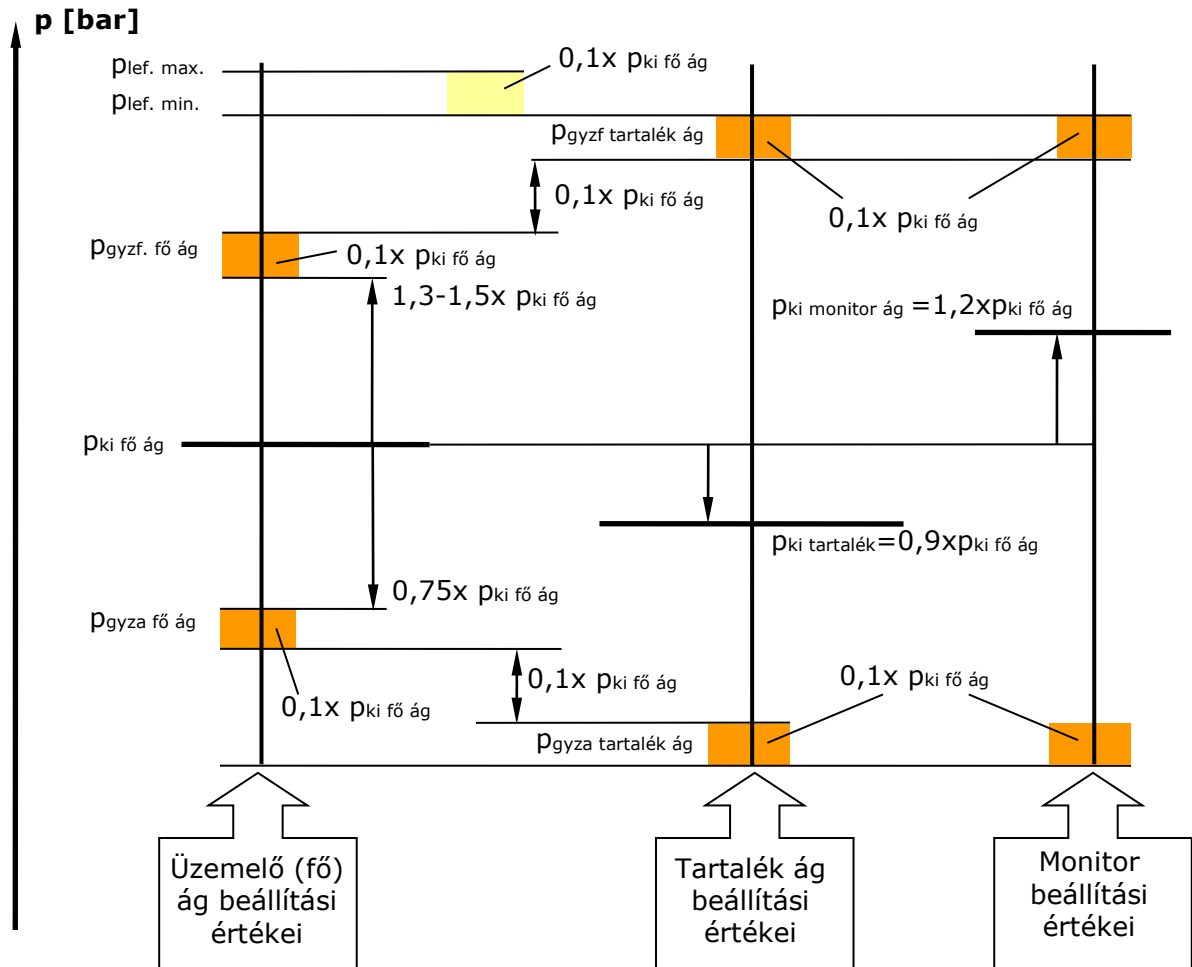 p [bar]
plef. max.
0,1x pki fő ág
plef. min.
pgyzf tartalék ág
0,1x pki fő ág
0,1x pki fő ág
pgyzf. fő ág
0,1x pki fő ág
1,3-1,5x pki fő ág
pki monitor ág =1,2xpki fő ág
pki fő ág
pki tartalék=0,9xpki fő ág
0,75x pki fő ág
pgyza fő ág
0,1x pki fő ág
0,1x pki fő ág
0,1x pki fő ág
pgyza tartalék ág
Üzemelő (fő)
ág beállítási
értékei
Tartalék ág
beállítási
értékei
Monitor
beállítási
értékei